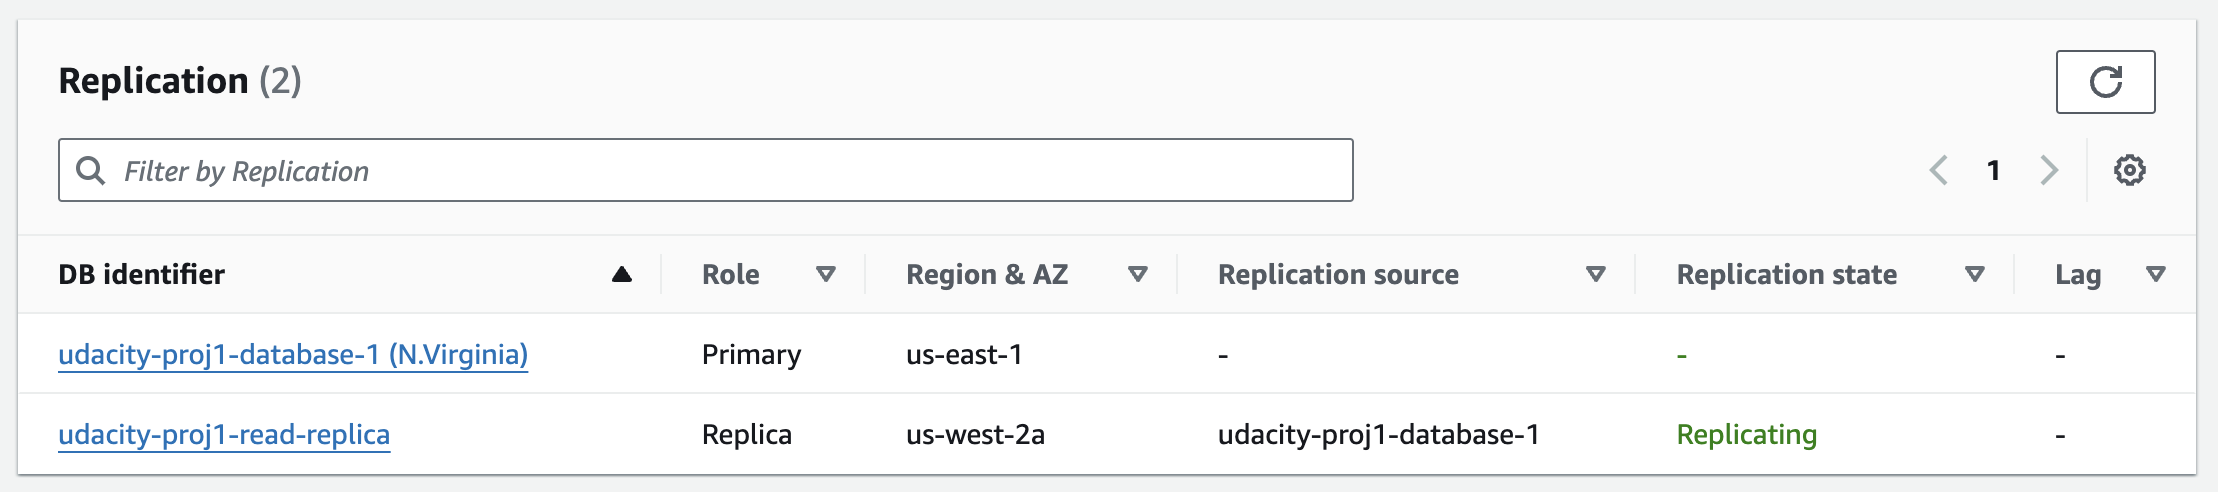 Replication (2)
Filter by Replication
1
DB identifier Role Region & AZ Replication source Replication state Lag
udacity-proj1-database-1 (N.Virginia) Primary us-east-1 - - -
udacity-proj1-read-replica Replica us-west-2a udacity-proj1-database-1 Replicating -